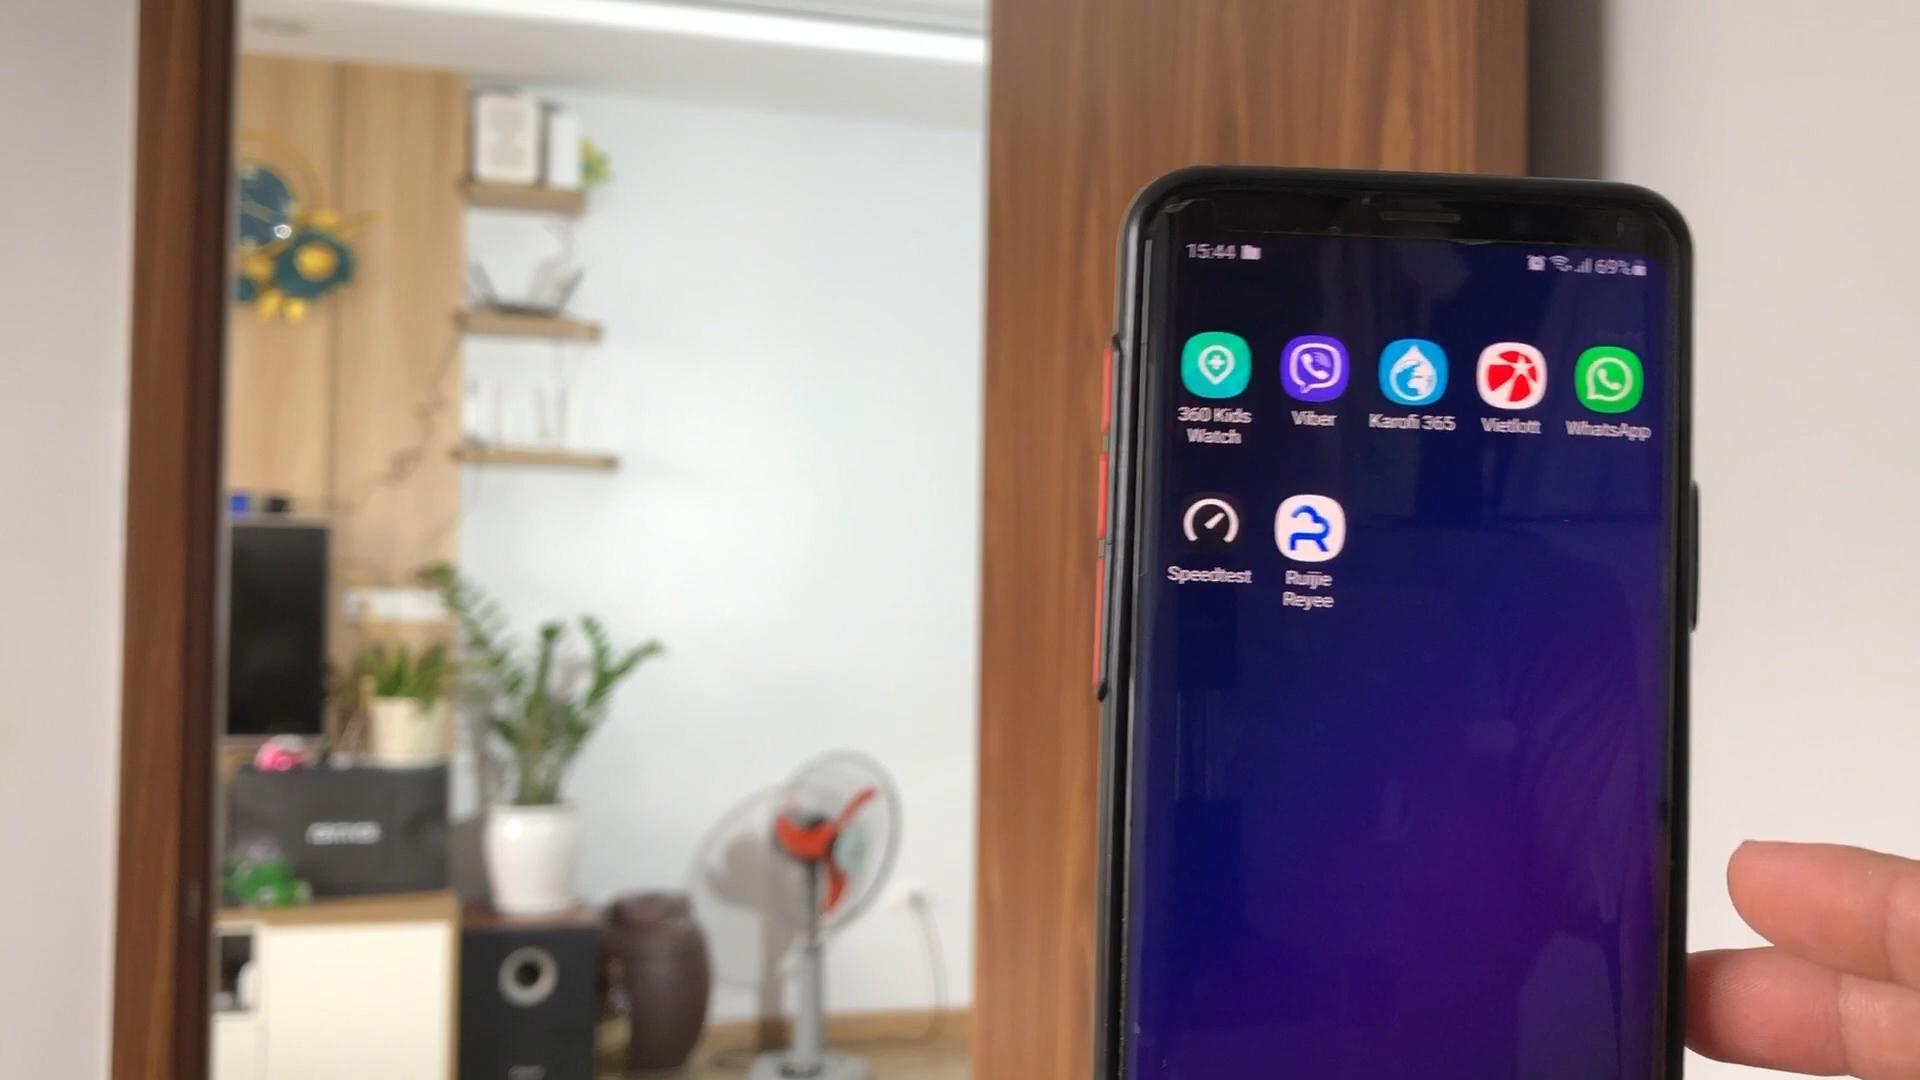 15:44
69%
360 Kids
Watch
Viber
Karofi 365
Vietlott
WhatsApp
Speedtest
Ruijie
Reyee